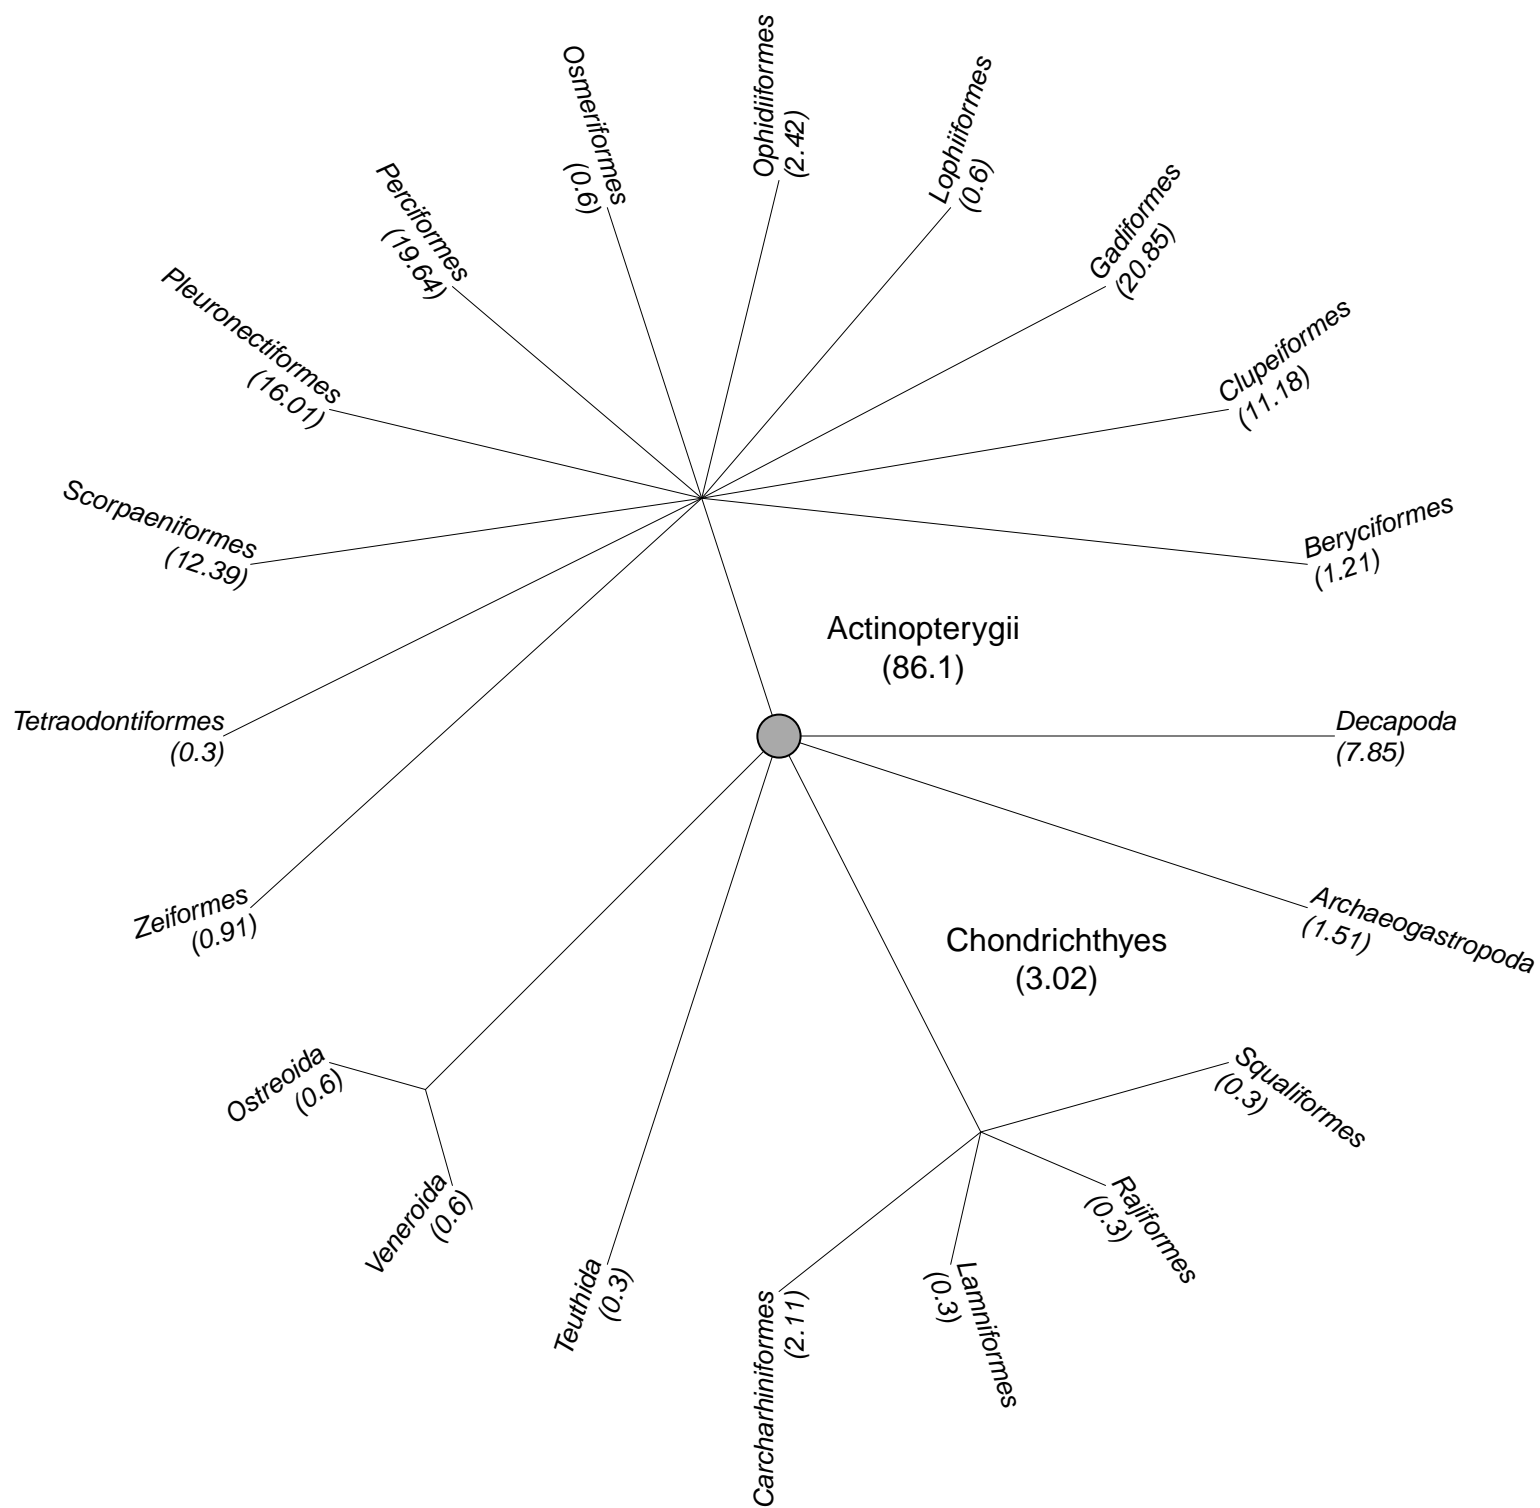 Osmeriformes
(0.6)
Ophidiiformes
(2.42)
Lophiiformes
(0.6)
Perciformes
(19.64)
Gadiformes
(20.85)
Pleuronectiformes
(16.01)
Clupeiformes
(11.18)
Scorpaeniformes
(12.39)
Beryciformes
(1.21)
Actinopterygii
(86.1)
Tetraodontiformes
(0.3)
Decapoda
(7.85)
Zeiformes
(0.91)
Archaeogastropoda
(1.51)
Chondrichthyes
(3.02)
Ostreoida
(0.6)
Squaliformes
(0.3)
Veneroida
(0.6)
Rajiformes
(0.3)
Teuthida
(0.3)
Lamniformes
(0.3)
Carcharhiniformes
(2.11)